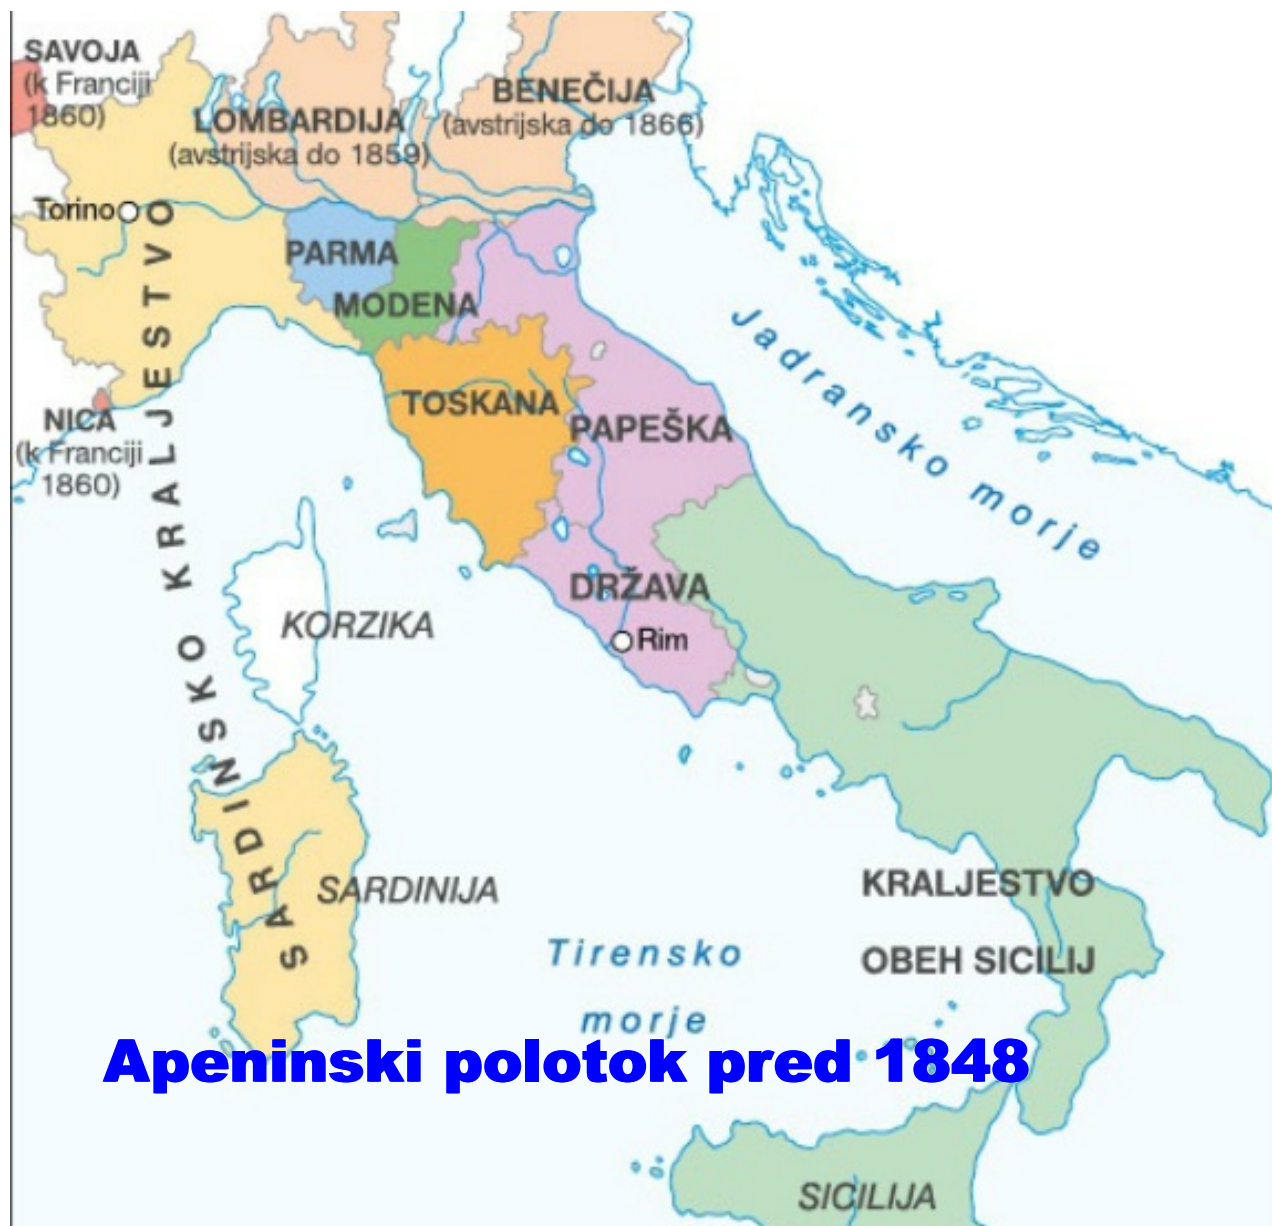 SAVOJA
(k Franciji
1860)
BENEČIJA
(avstrijska do 1866)
LOMBARDIJA
(avstrijska do 1859)
Torino
PARMA
MODENA
Jadransko morje
TOSKANA
NICA
(k Franciji
1860)
PAPEŠKA
DRŽAVA
Rim
KORZIKA
SARDINSKO KRALJESTVO
SARDINIJA
KRALJESTVO
OBEH SICILIJ
Tirensko
morje
Apeninski polotok pred 1848
SICILIJA